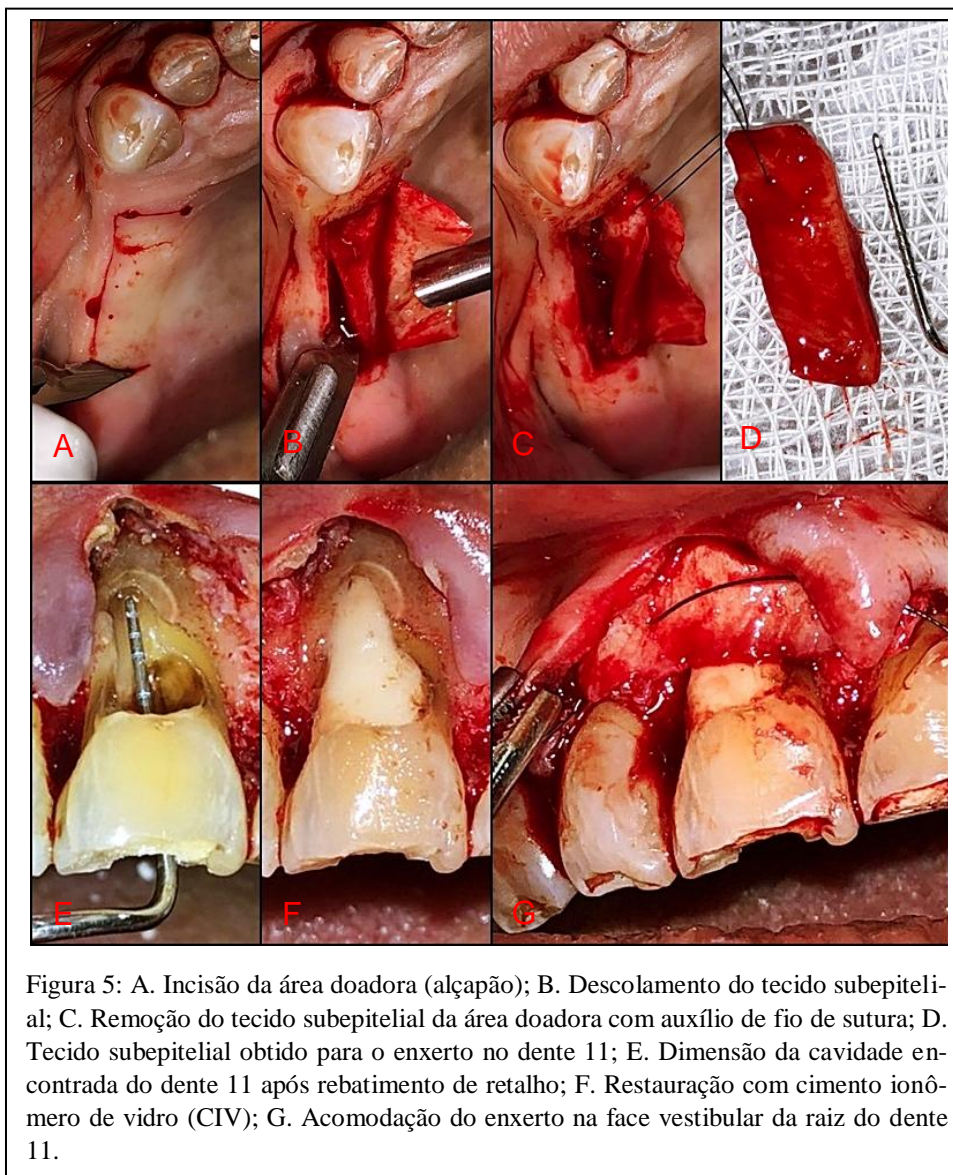 A
B
C
D
E
F
G
Figura 5: A. Incisão da área doadora (alçapão); B. Descolamento do tecido subepiteli-
al; C. Remoção do tecido subepitelial da área doadora com auxílio de fio de sutura; D.
Tecido subepitelial obtido para o enxerto no dente 11; E. Dimensão da cavidade en-
contrada do dente 11 após rebatimento de retalho; F. Restauração com cimento ionô-
mero de vidro (CIV); G. Acomodação do enxerto na face vestibular da raiz do dente
11.